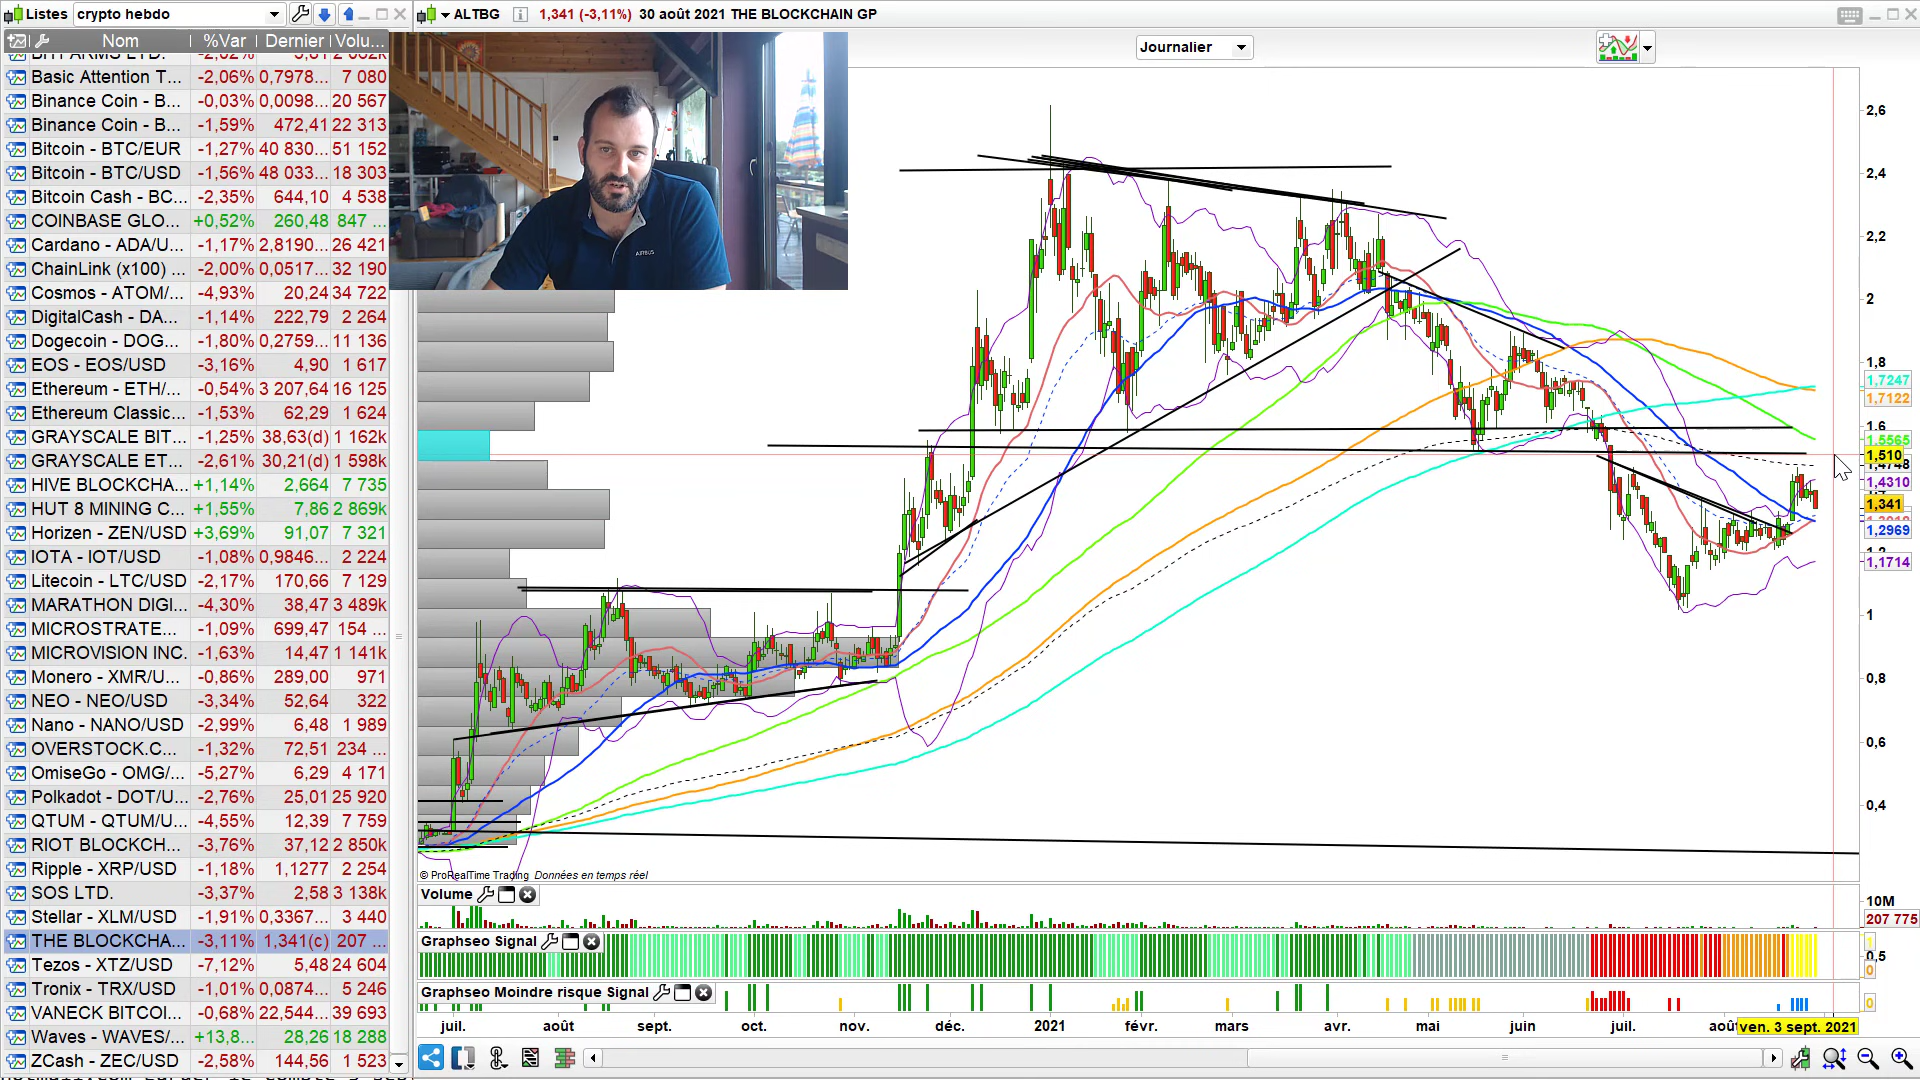 Listes crypto hebdo
ALTBG 1,341 (-3,11%) 30 août 2021 THE BLOCKCHAIN GP
Nom %Var Dernier Volu...
Journalier
Basic Attention T... -2,06% 0,7978... 7 080
Binance Coin - B... -0,03% 0,0098... 20 567
Binance Coin - B... -1,59% 472,41 22 313
Bitcoin - BTC/EUR -1,27% 40 830... 51 152
Bitcoin - BTC/USD -1,56% 48 033... 18 303
Bitcoin Cash - BC... -2,35% 644,10 4 538
COINBASE GLO... +0,52% 260,48 847 ...
Cardano - ADA/U... -1,17% 2,8190... 26 421
ChainLink (x100) ... -2,00% 0,0517... 32 190
Cosmos - ATOM/... -4,93% 20,24 34 722
DigitalCash - DA... -1,14% 222,79 2 264
Dogecoin - DOG... -1,80% 0,2759... 11 136
EOS - EOS/USD -3,16% 4,90 1 617
Ethereum - ETH/... -0,54% 3 207,64 16 125
Ethereum Classic... -1,53% 62,29 1 624
GRAYSCALE BIT... -1,25% 38,63(d) 1 162k
GRAYSCALE ET... -2,61% 30,21(d) 1 598k
HIVE BLOCKCHA... -1,14% 2,664 7 735
HUT 8 MINING C... +1,55% 7,86 2 869k
Horizen - ZEN/USD +3,69% 91,07 7 321
IOTA - IOT/USD -1,08% 0,9846... 2 224
Litecoin - LTC/USD -2,17% 170,66 7 129
MARATHON DIGI... -4,30% 38,47 3 489k
MICROSTRATE... -1,09% 699,47 154 ...
MICROVISION INC. -1,63% 14,47 1 141k
Monero - XMR/U... -0,86% 289,00 971
NEO - NEO/USD -3,34% 52,64 322
Nano - NANO/USD -2,99% 6,48 1 989
OVERSTOCK.C... -1,32% 72,51 234 ...
OmiseGo - OMG/... -5,27% 6,29 4 171
Polkadot - DOT/U... -2,76% 25,01 25 920
QTUM - QTUM/U... -4,55% 12,39 7 759
RIOT BLOCKCH... -3,76% 37,12 2 850k
Ripple - XRP/USD -1,18% 1,1277 2 254
SOS LTD. -3,37% 2,58 3 138k
Stellar - XLM/USD -1,91% 0,3367... 3 440
THE BLOCKCHA... -3,11% 1,341(c) 207 ...
Tezos - XTZ/USD -7,12% 5,48 24 604
Tronix - TRX/USD -1,01% 0,0874... 5 246
VANECK BITCOI... -0,68% 22,544... 39 693
Waves - WAVES/... +13,8... 28,26 18 288
ZCash - ZEC/USD -2,58% 144,56 1 523
AIRBUS
2,6
2,4
2,2
2
1,8
1,7247
1,7122
1,6
1,5565
1,510
1,4310
1,341
1,2969
1,1714
1
0,8
0,6
0,4
© ProRealTime Trading Données en temps réel
Volume
10M
207 775
Graphseo Signal
1
0,5
0
Graphseo Moindre risque Signal
0
juil. août sept. oct. nov. déc. 2021 févr. mars avr. mai juin juil. août ven. 3 sept. 2021